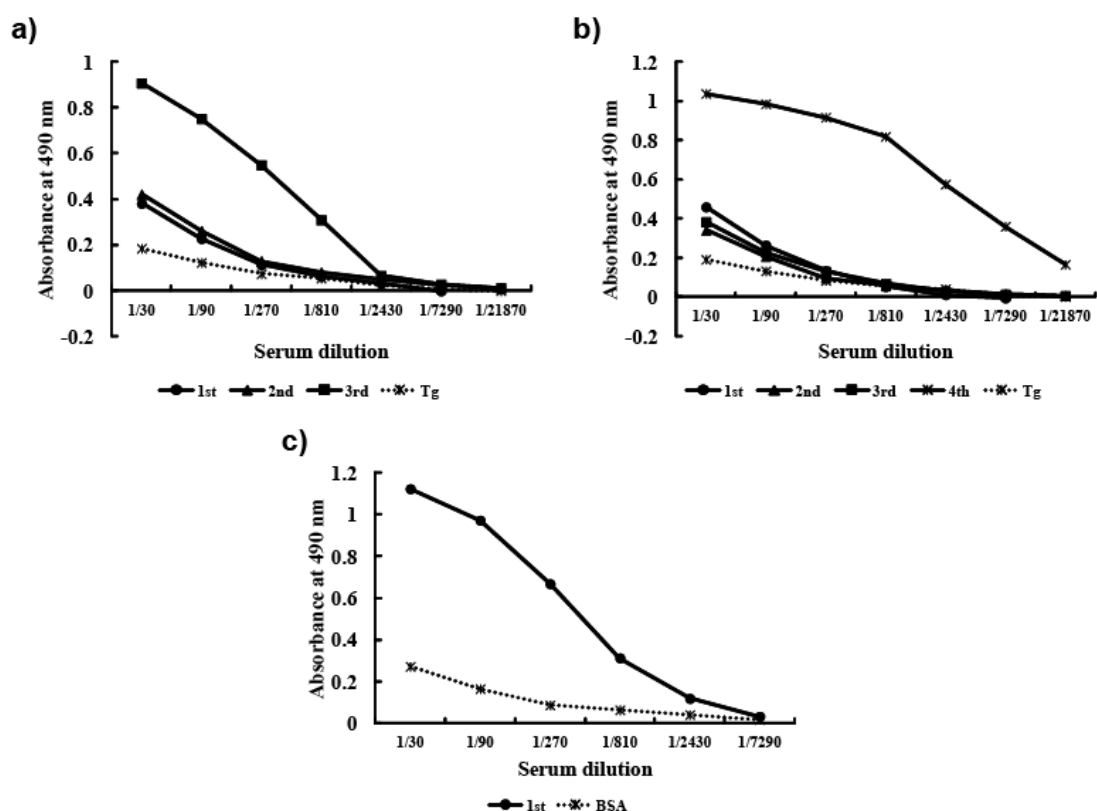 a)
1
0.8
0.6
0.4
0.2
0
-0.2
Absorbance at 490 nm
1/30 1/90 1/270 1/810 1/2430 1/7290 1/21870
Serum dilution
1st 2nd 3rd Tg
b)
1.2
1
0.8
0.6
0.4
0.2
0
-0.2
Absorbance at 490 nm
1/30 1/90 1/270 1/810 1/2430 1/7290 1/21870
Serum dilution
1st 2nd 3rd 4th Tg
c)
1.2
1
0.8
0.6
0.4
0.2
0
Absorbance at 490 nm
1/30 1/90 1/270 1/810 1/2430 1/7290
Serum dilution
1st BSA